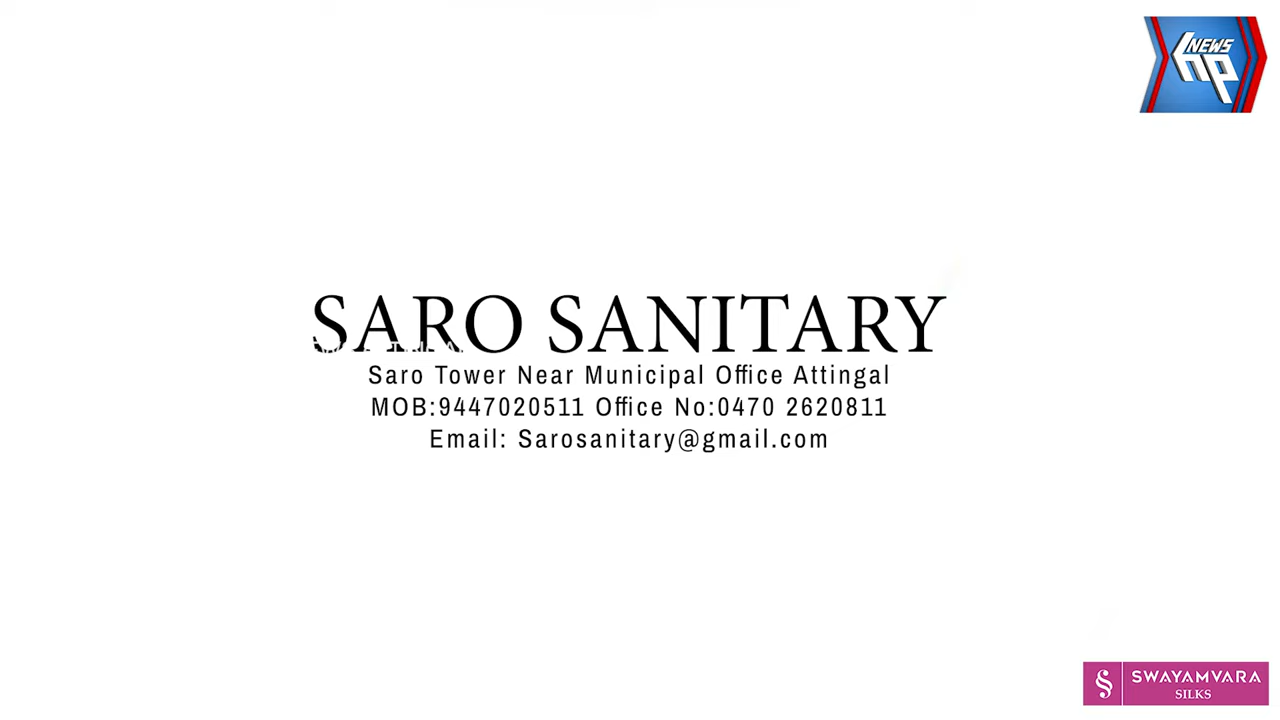 NEWS
hp
SARO SANITARY
Saro Tower Near Municipal Office Attingal
MOB:9447020511 Office No:0470 2620811
Email: Sarosanitary@gmail.com
SWAYAMVARA
SILKS